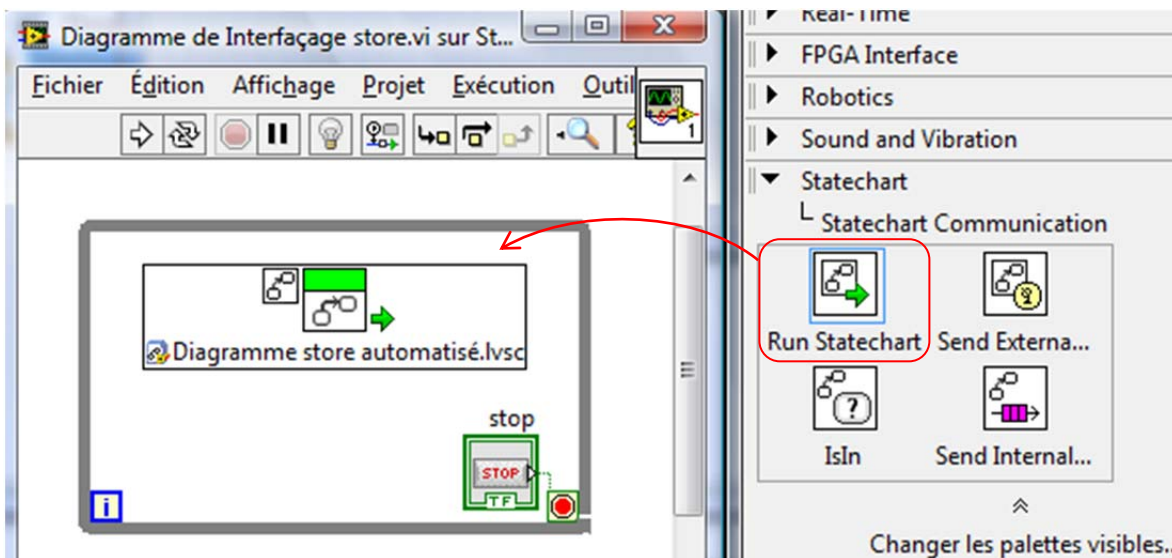 Diagramme de Interfaçage store.vi sur St...
Fichier Édition Affichage Projet Exécution Outil
1
Diagramme store automatisé.lvsc
stop
STOP
TF
i
Real-Time
FPGA Interface
Robotics
Sound and Vibration
Statechart
Statechart Communication
Run Statechart Send Externa...
?
IsIn Send Internal...
Changer les palettes visibles..